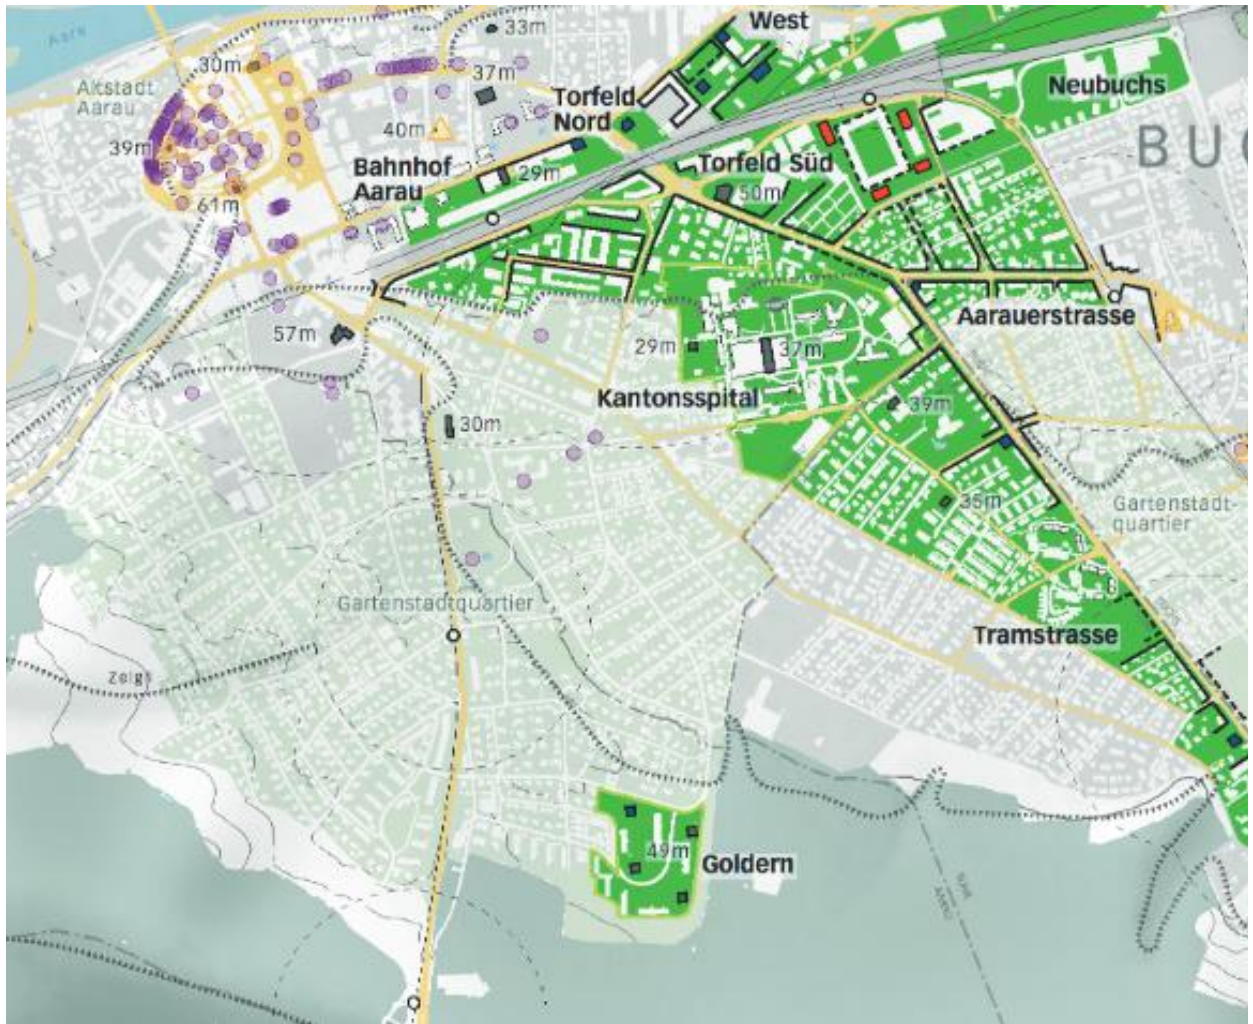 Aare
33m
West
30m
37m
Altstadt
Aarau
Torfeld
Nord
Neubuchs
40m
39m
Bahnhof
Aarau
29m
Torfeld Süd
50m
BU
61m
57m
29m
37m
Aarauerstrasse
Kantonsspital
39m
30m
35m
Gartenstadt-
quartier
Gartenstadtquartier
Tramstrasse
Zelgli
49m
Goldern